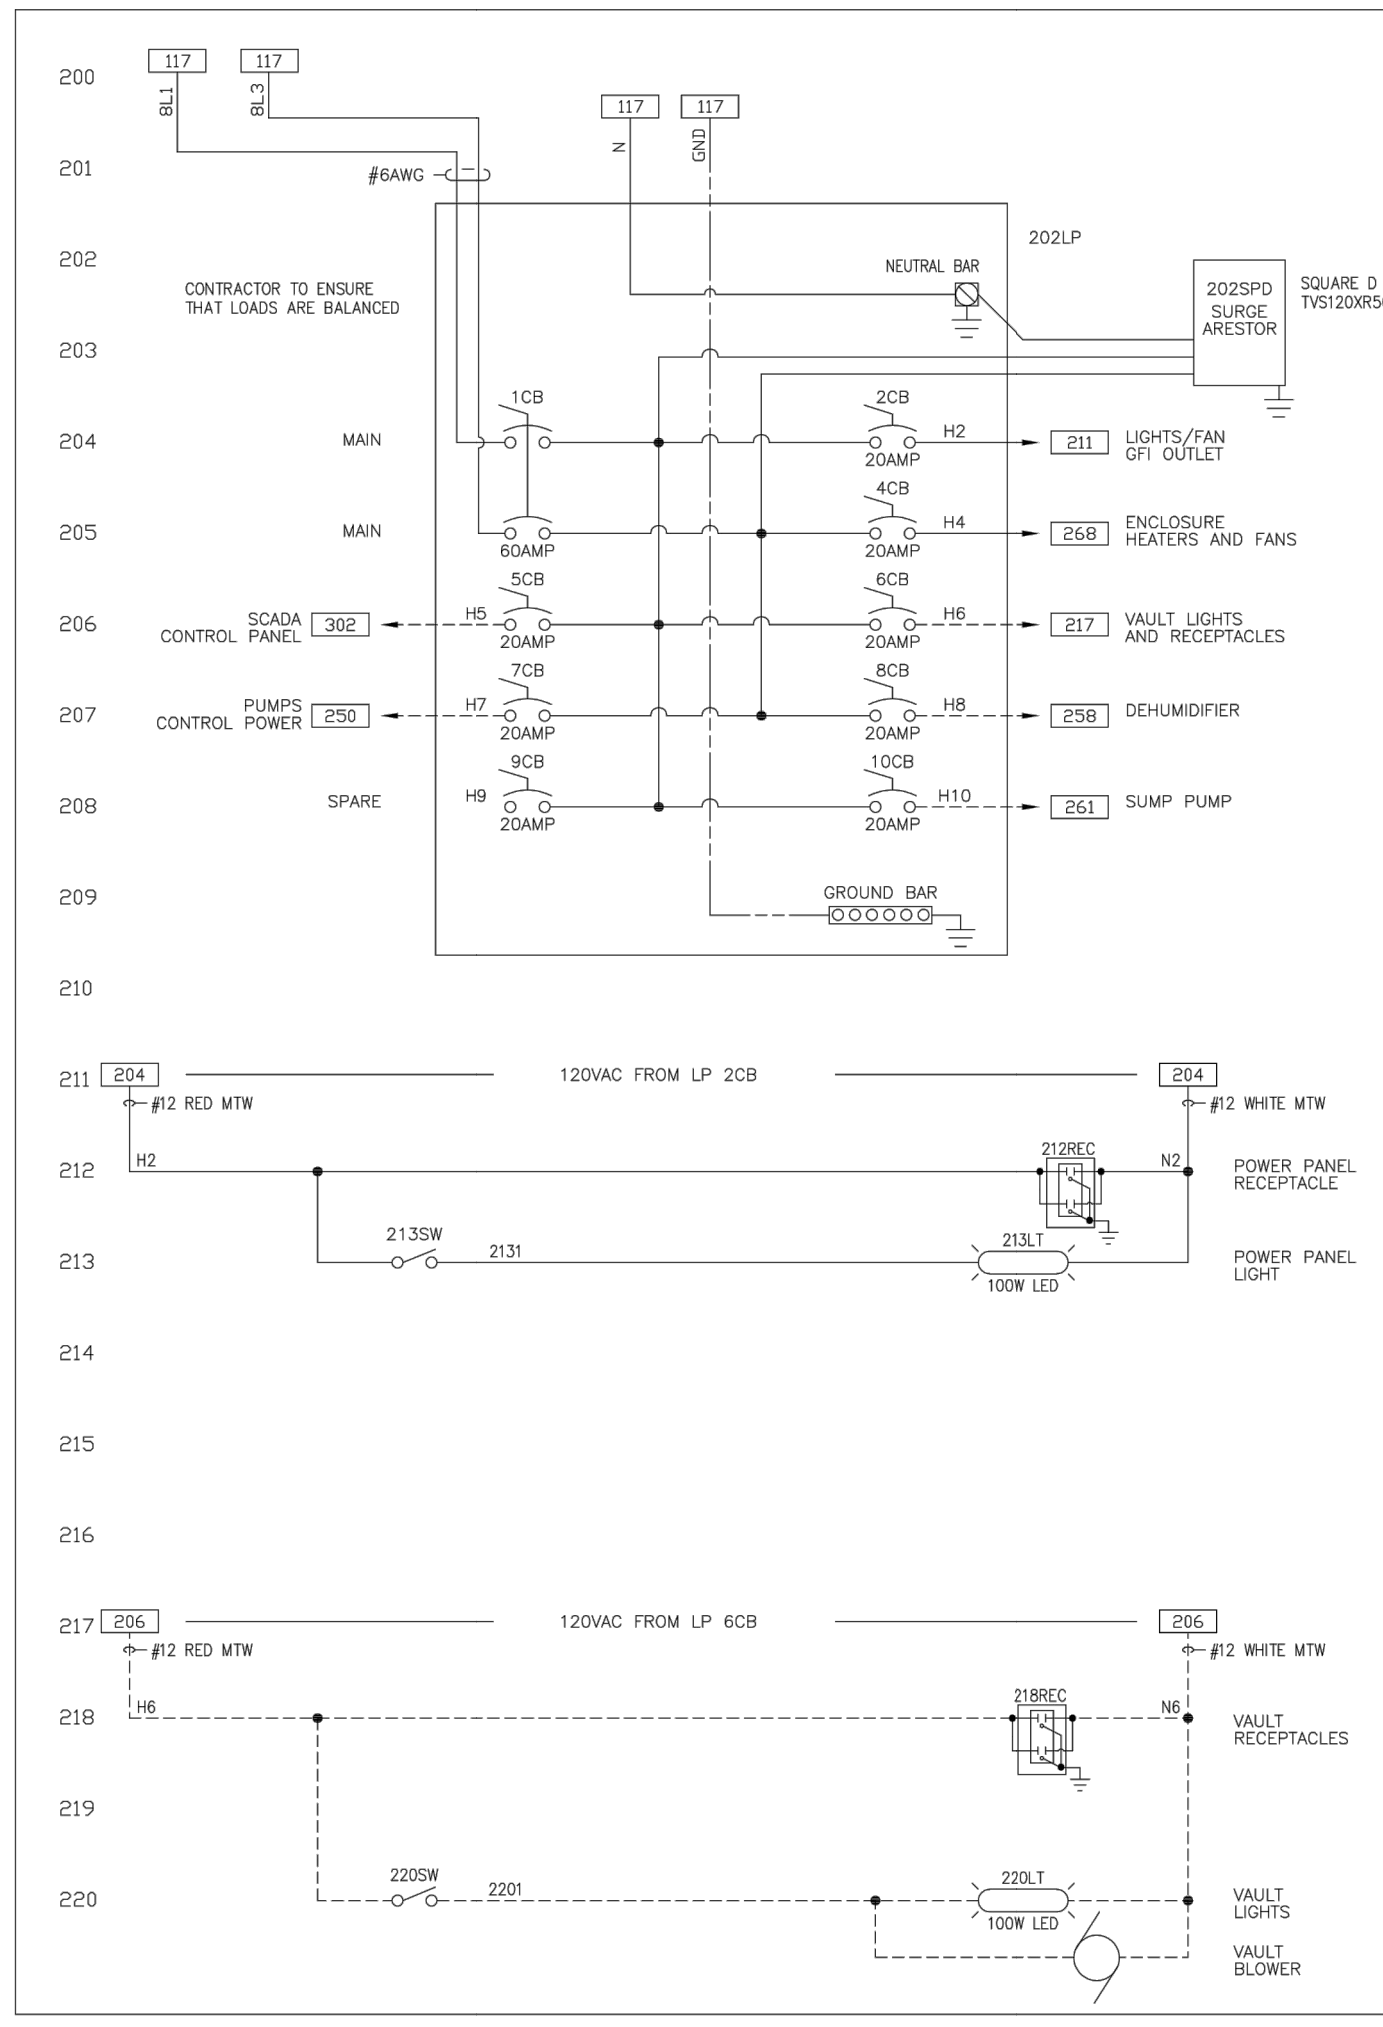 200
117
117
8L1
8L3
117
117
N
GND
201
#6AWG
202
202LP
NEUTRAL BAR
CONTRACTOR TO ENSURE
THAT LOADS ARE BALANCED
202SPD
SURGE
ARESTOR
SQUARE D
203
1CB
2CB
204
MAIN
H2
211
LIGHTS/FAN
GFI OUTLET
20AMP
4CB
205
MAIN
H4
268
ENCLOSURE
HEATERS AND FANS
60AMP
20AMP
5CB
6CB
206
SCADA
CONTROL PANEL
302
H5
H6
217
VAULT LIGHTS
AND RECEPTACLES
20AMP
20AMP
7CB
8CB
207
PUMPS
CONTROL POWER
250
H7
H8
258
DEHUMIDIFIER
20AMP
20AMP
9CB
10CB
208
SPARE
H9
H10
261
SUMP PUMP
20AMP
20AMP
209
GROUND BAR
210
211
204
120VAC FROM LP 2CB
204
#12 RED MTW
#12 WHITE MTW
212
H2
212REC
N2
POWER PANEL
RECEPTACLE
213
213SW
2131
213LT
100W LED
POWER PANEL
LIGHT
214
215
216
217
206
120VAC FROM LP 6CB
206
#12 RED MTW
#12 WHITE MTW
218
H6
218REC
N6
VAULT
RECEPTACLES
219
220
220SW
2201
220LT
100W LED
VAULT
LIGHTS
VAULT
BLOWER